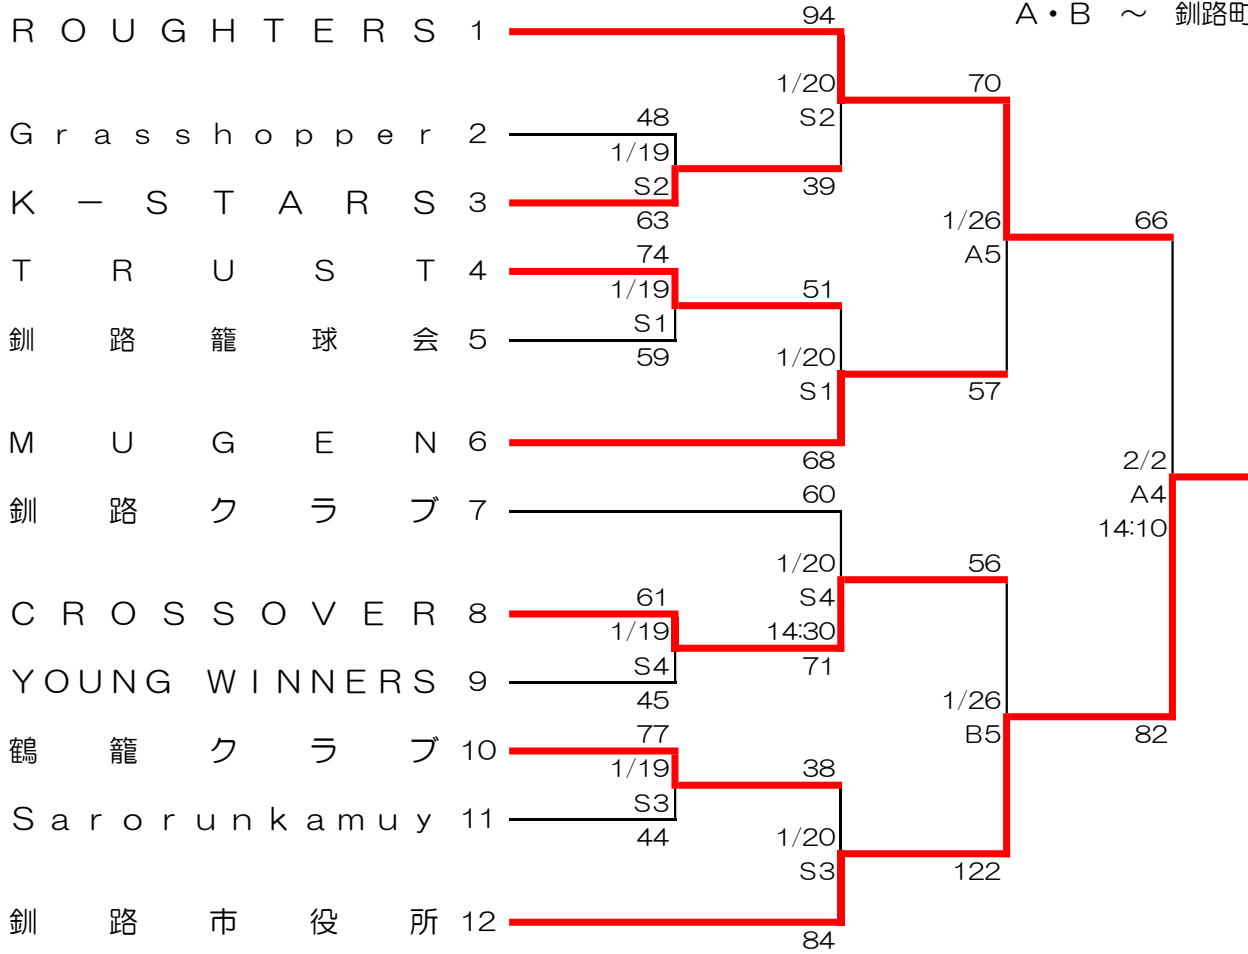 94
A・B ～ 釧路町
ROUGHTERS 1
1/20 70
S2
48
Grasshopper 2
1/19
S2 39
K－STARS 3
63
1/26 66
74
A5
TRUST 4
1/19 51
S1
釧路籠球会 5
59 1/20
S1 57
MUGEN 6
68 2/2
60 A4
釧路クラブ 7
14:10
1/20 56
61 S4
CROSSOVER 8
1/19 14:30
S4 71
YOUNG WINNERS 9
45 1/26
77 B5 82
鶴籠クラブ 10
1/19 38
S3
Sarorunkamuy 11
44 1/20
S3 122
釧路市役所 12
84